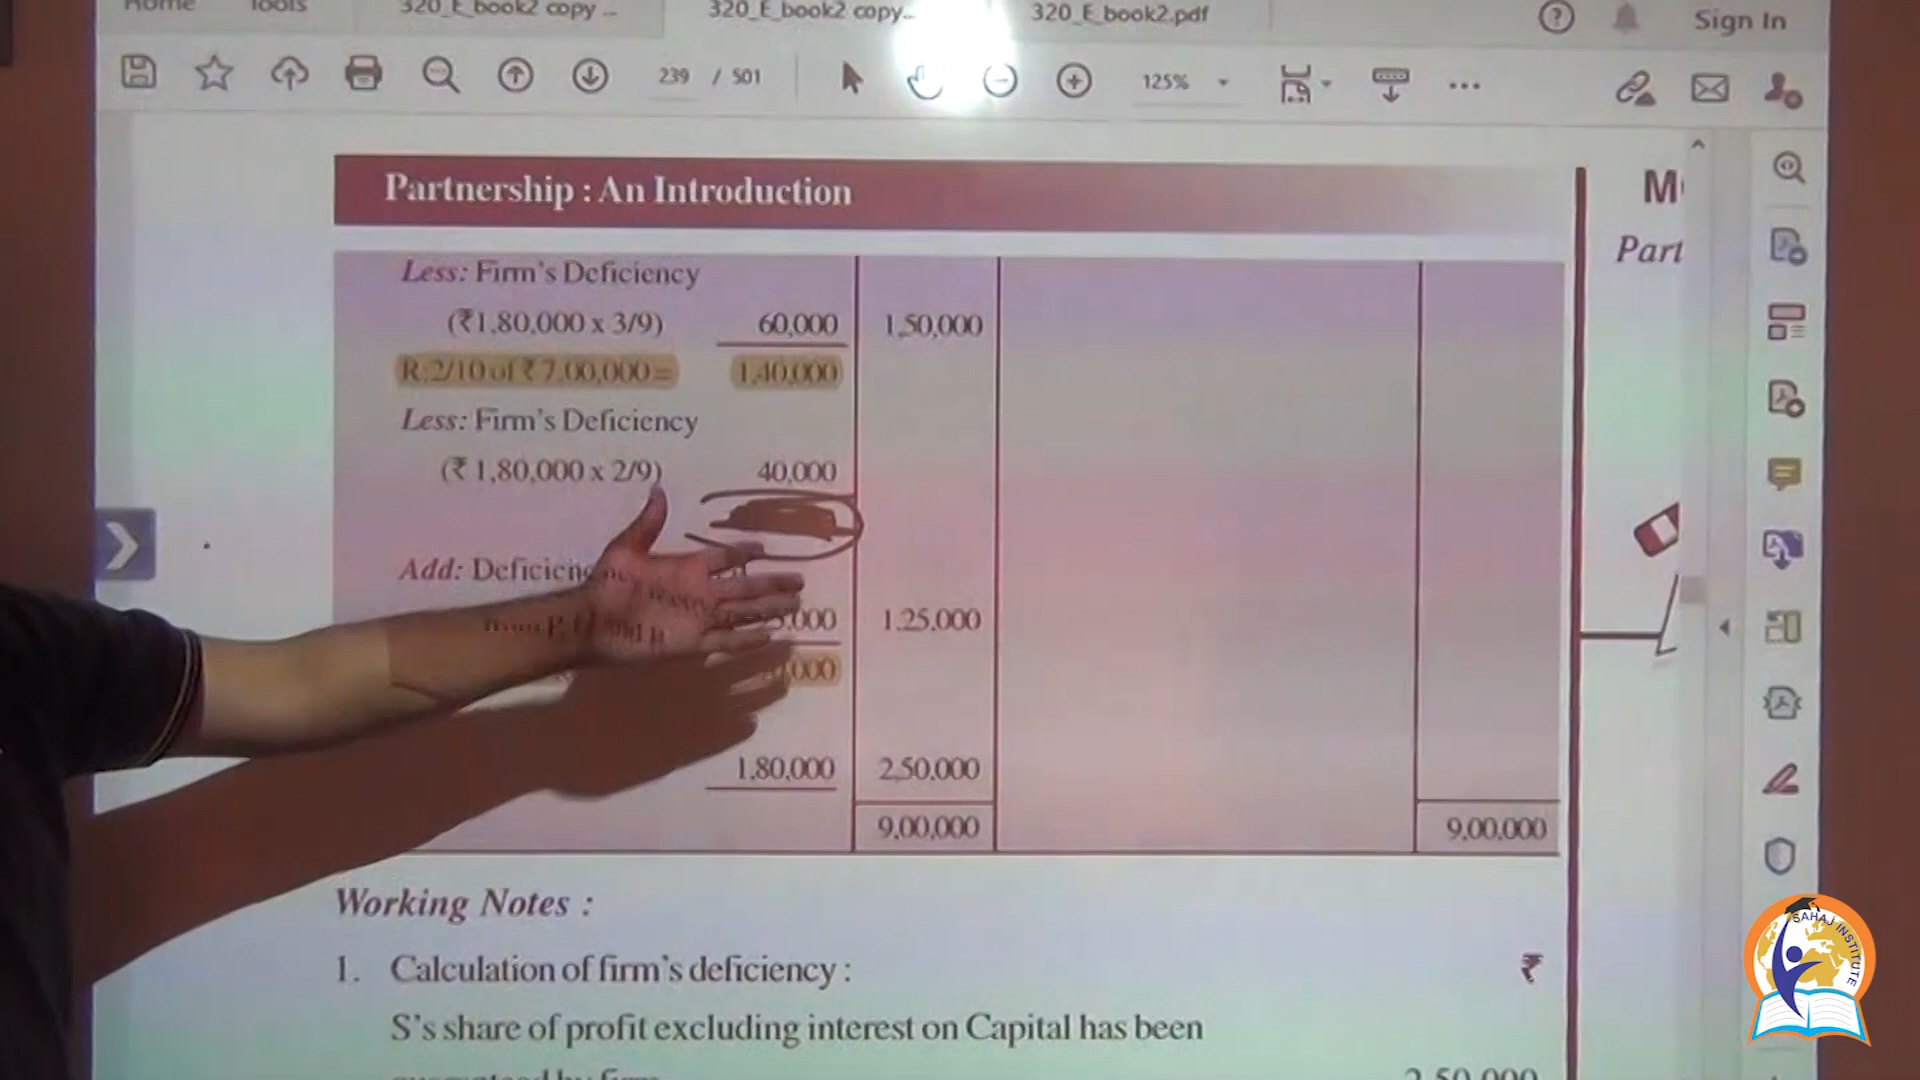 Home Tools 320_E_book2 copy ... 320_E_book2 copy... 320_E_book2.pdf Sign In
239 / 501 125%
Partnership : An Introduction
Less: Firm's Deficiency
(₹1,80,000 x 3/9) 60,000 1,50,000
R:2/10 of ₹7,00,000= 1,40,000
Less: Firm's Deficiency
(₹ 1,80,000 x 2/9) 40,000
Add:
1,25,000
1,80,000 2,50,000
9,00,000 9,00,000
Part
Working Notes :
1. Calculation of firm's deficiency : ₹
S's share of profit excluding interest on Capital has been
SAHAJ INSTITUTE